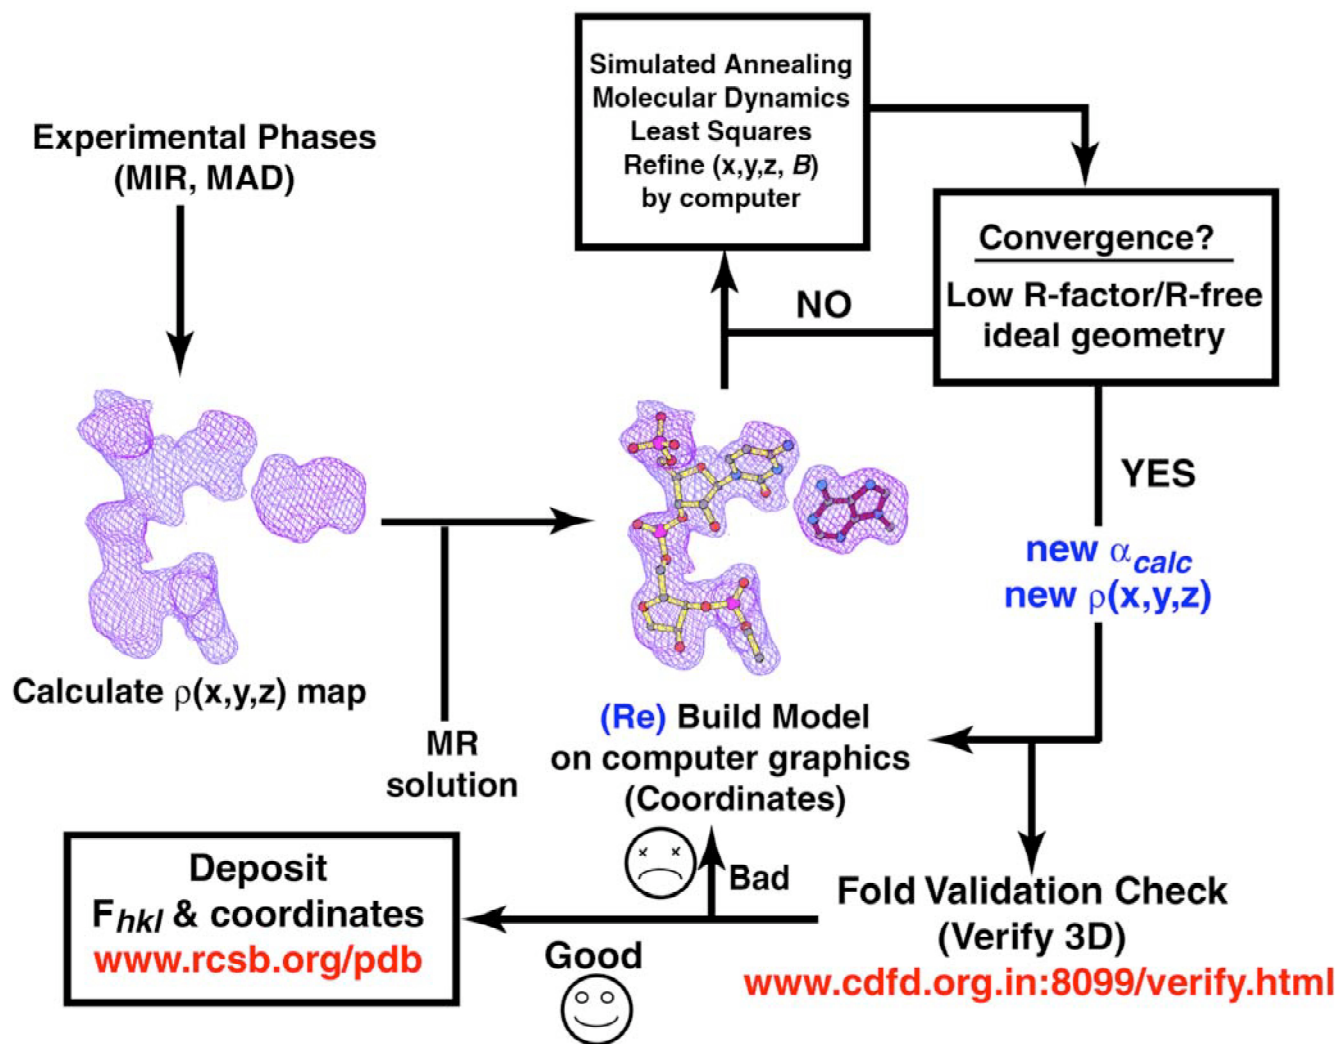 Experimental Phases
(MIR, MAD)
Calculate ρ(x,y,z) map
MR
solution
Simulated Annealing
Molecular Dynamics
Least Squares
Refine (x,y,z, B)
by computer
Convergence?
Low R-factor/R-free
ideal geometry
NO
YES
new αcalc
new ρ(x,y,z)
(Re) Build Model
on computer graphics
(Coordinates)
Fold Validation Check
(Verify 3D)
www.cdfd.org.in:8099/verify.html
Bad
Good
Deposit
Fhkl & coordinates
www.rcsb.org/pdb